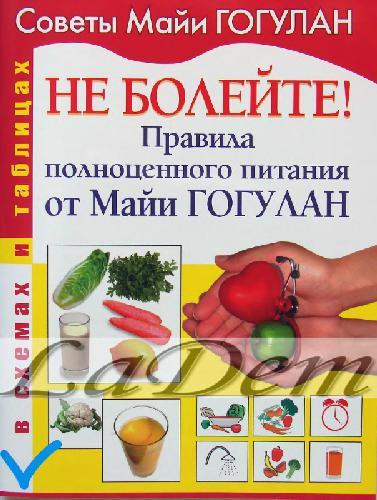 Советы Майи ГОГУЛАН
НЕ БОЛЕЙТЕ!
Правила
полноценного питания
от Майи ГОГУЛАН
в схемах и таблицах
LaDem